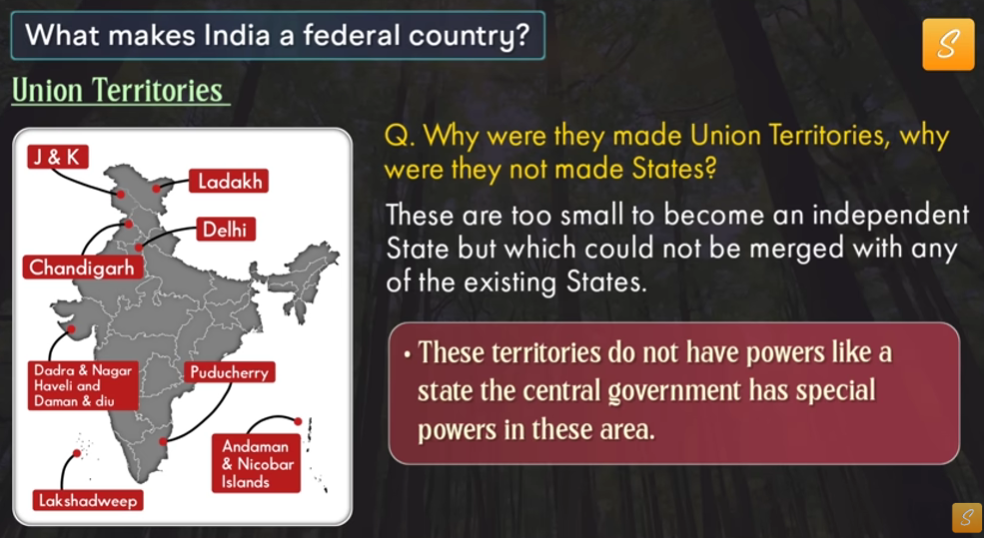 What makes India a federal country?
S
Union Territories
J & K
Ladakh
Delhi
Chandigarh
Dadra & Nagar
Haveli and
Daman & diu
Puducherry
Andaman
& Nicobar
Islands
Lakshadweep
Q. Why were they made Union Territories, why
were they not made States?
These are too small to become an independent
State but which could not be merged with any
of the existing States.
• These territories do not have powers like a
state the central government has special
powers in these area.
S